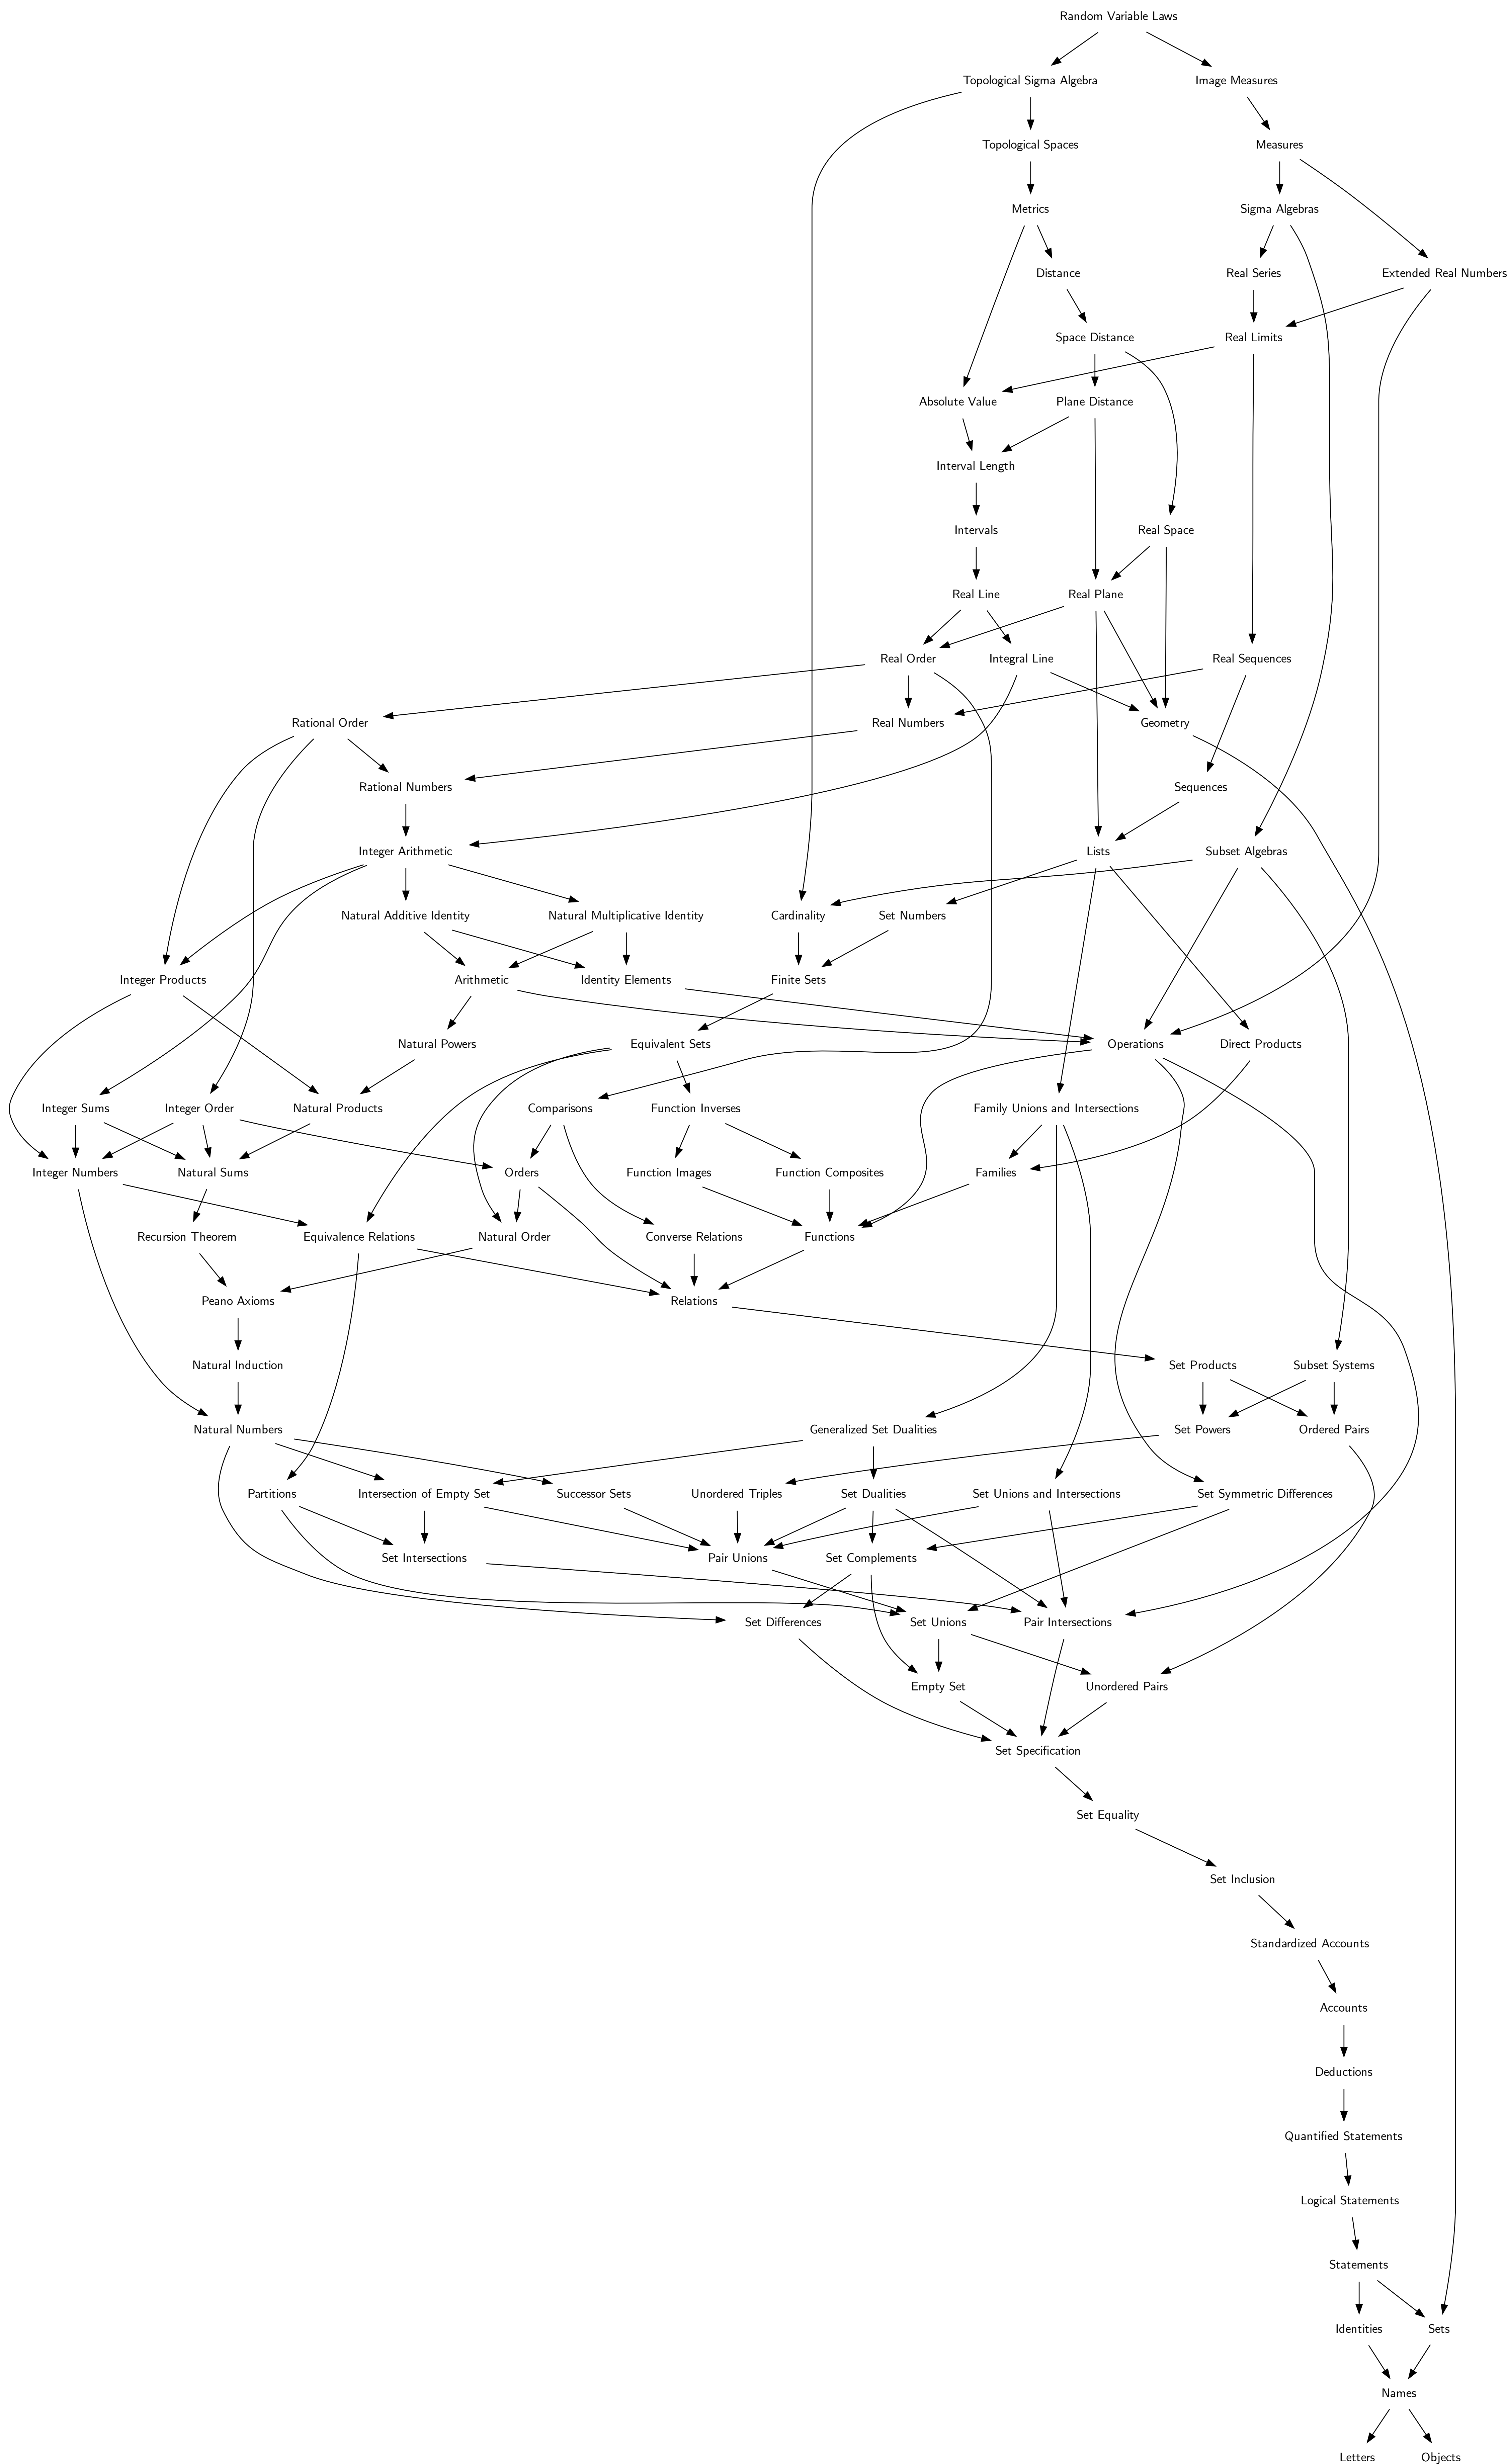 Random Variable Laws
Topological Sigma Algebra
Image Measures
Topological Spaces
Measures
Metrics
Sigma Algebras
Distance
Real Series
Extended Real Numbers
Space Distance
Real Limits
Absolute Value
Plane Distance
Interval Length
Intervals
Real Space
Real Line
Real Plane
Real Order
Integral Line
Real Sequences
Rational Order
Real Numbers
Geometry
Rational Numbers
Sequences
Integer Arithmetic
Lists
Subset Algebras
Natural Additive Identity
Natural Multiplicative Identity
Cardinality
Set Numbers
Integer Products
Arithmetic
Identity Elements
Finite Sets
Natural Powers
Equivalent Sets
Operations
Direct Products
Integer Sums
Integer Order
Natural Products
Comparisons
Function Inverses
Family Unions and Intersections
Integer Numbers
Natural Sums
Orders
Function Images
Function Composites
Families
Recursion Theorem
Equivalence Relations
Natural Order
Converse Relations
Functions
Peano Axioms
Relations
Natural Induction
Set Products
Subset Systems
Natural Numbers
Generalized Set Dualities
Set Powers
Ordered Pairs
Partitions
Intersection of Empty Set
Successor Sets
Unordered Triples
Set Dualities
Set Unions and Intersections
Set Symmetric Differences
Set Intersections
Pair Unions
Set Complements
Set Differences
Set Unions
Pair Intersections
Empty Set
Unordered Pairs
Set Specification
Set Equality
Set Inclusion
Standardized Accounts
Accounts
Deductions
Quantified Statements
Logical Statements
Statements
Identities
Sets
Names
Letters
Objects